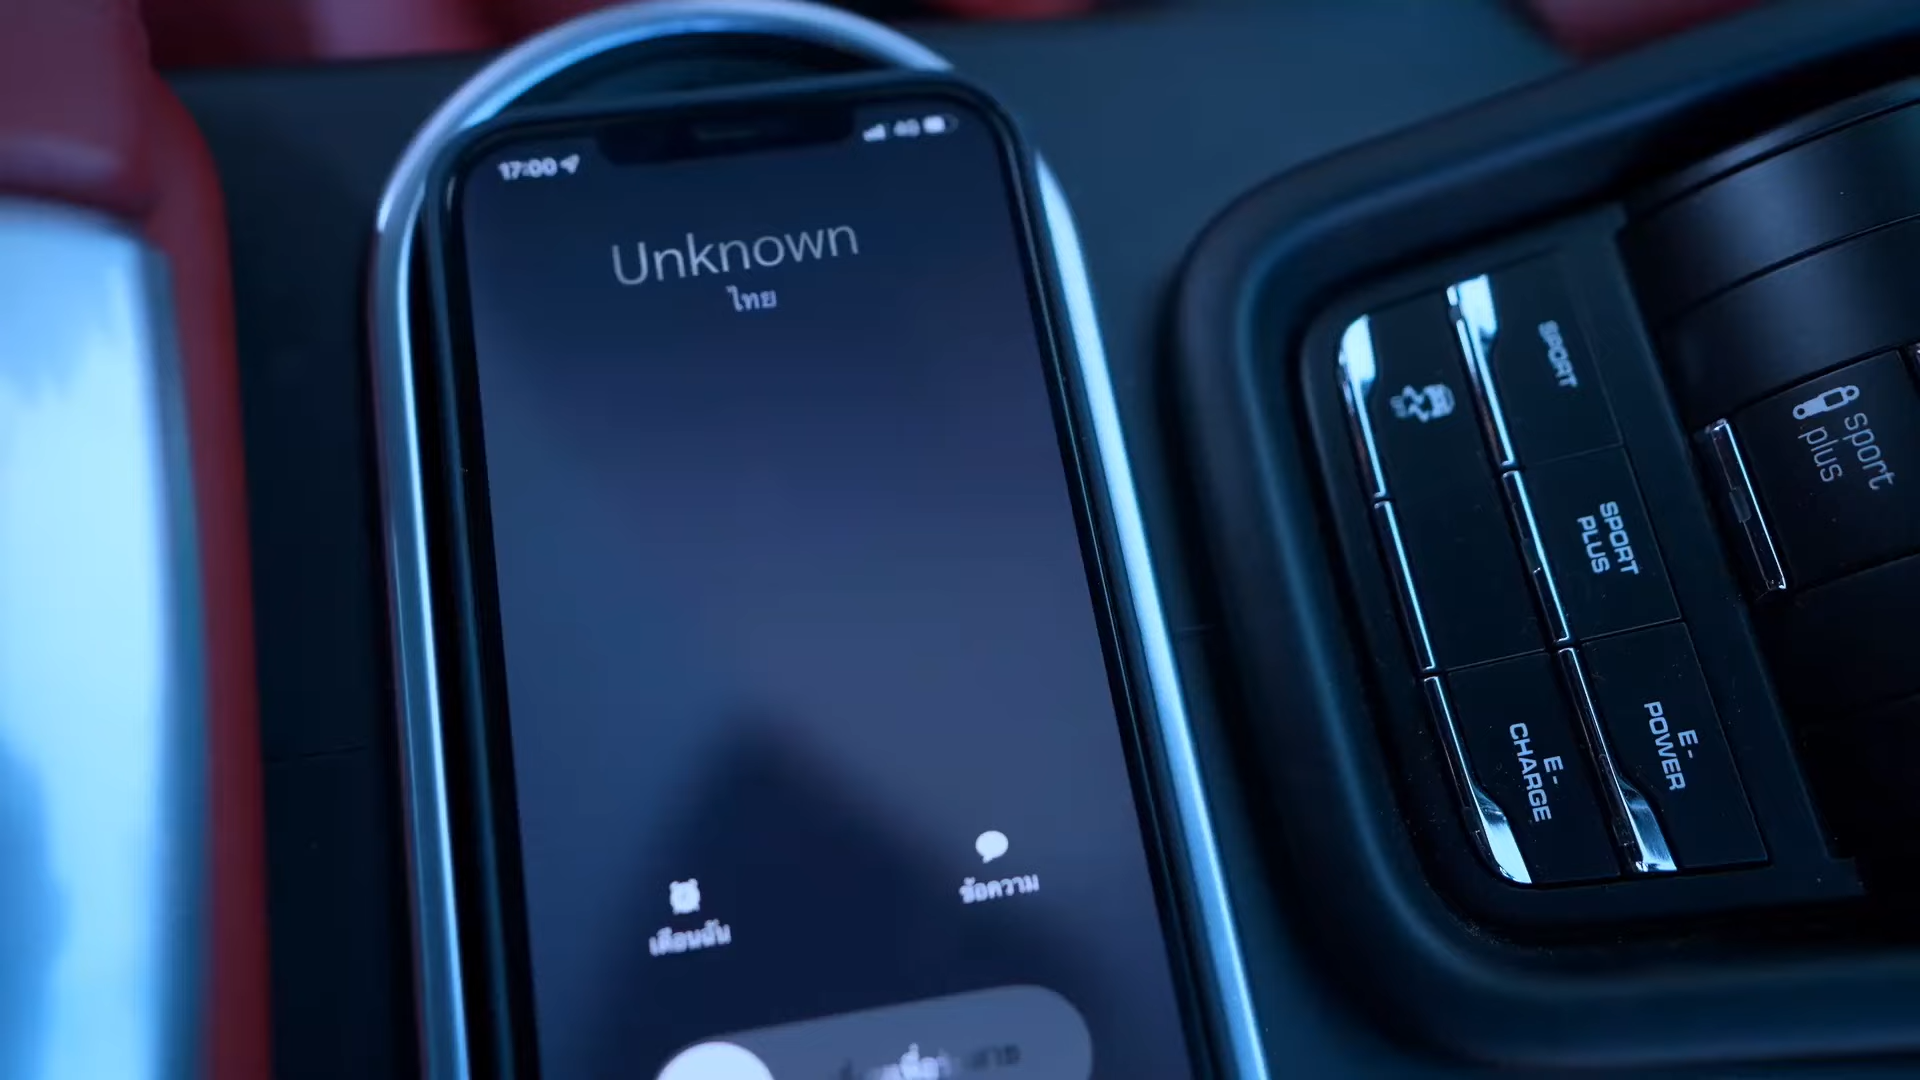 17:00
4G
Unknown
ไทย
เตือนฉัน
ข้อความ
SPORT
SPORT
PLUS
E-
POWER
E-
CHARGE
sport
plus